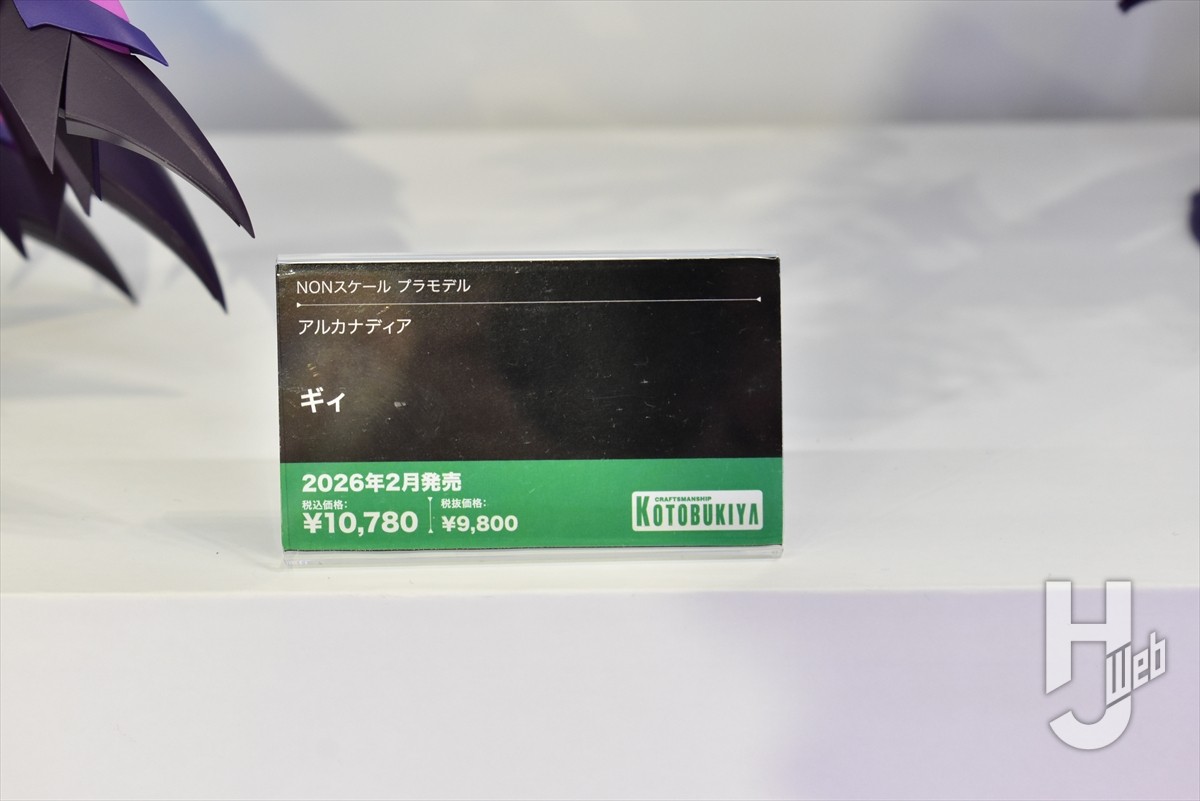 NONスケール プラモデル
アルカナディア
ギィ
2026年2月発売
税込価格: 税抜価格:
¥10,780 ¥9,800
CRAFTSMANSHIP
KOTOBUKIYA
HJ Web